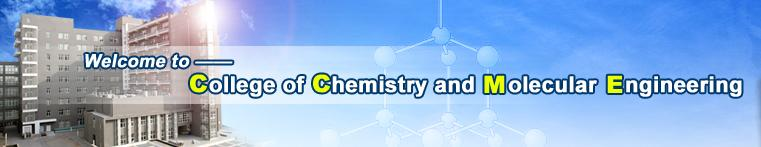 Welcome to ——
College of Chemistry and Molecular Engineering